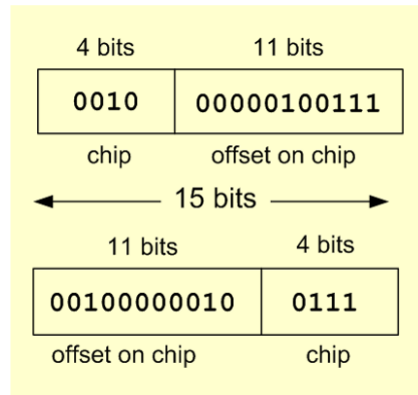 4 bits 11 bits
0010 00000100111
chip offset on chip
15 bits
11 bits 4 bits
00100000010 0111
offset on chip chip